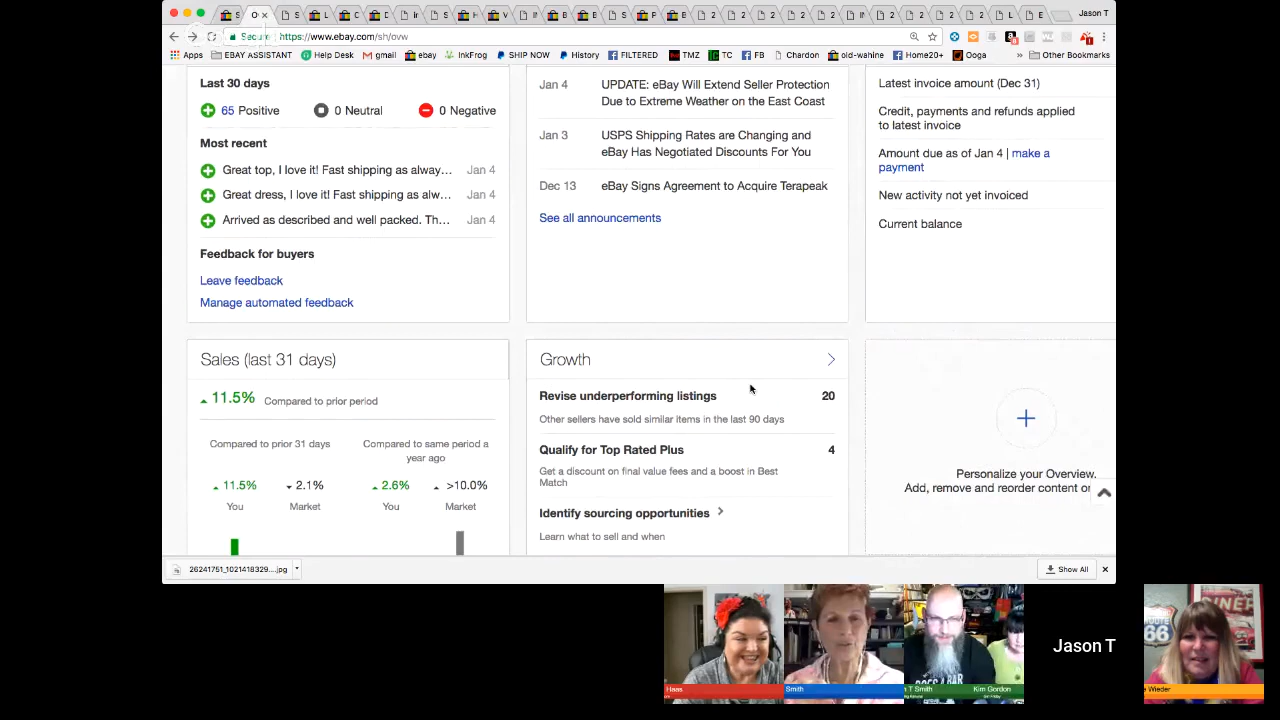 Jason T
Secure
https://www.ebay.com/sh/ovw
Apps
EBAY ASSISTANT
Help Desk
gmail
ebay
InkFrog
SHIP NOW
History
FILTERED
TMZ
TC
FB
Chardon
old-wahine
Home20+
Ooga
»
Other Bookmarks
Last 30 days
65 Positive
0 Neutral
0 Negative
Most recent
Great top, I love it! Fast shipping as alway... Jan 4
Great dress, I love it! Fast shipping as alw... Jan 4
Arrived as described and well packed. Th... Jan 4
Feedback for buyers
Leave feedback
Manage automated feedback
Jan 4 UPDATE: eBay Will Extend Seller Protection
Due to Extreme Weather on the East Coast
Jan 3 USPS Shipping Rates are Changing and
eBay Has Negotiated Discounts For You
Dec 13 eBay Signs Agreement to Acquire Terapeak
See all announcements
Latest invoice amount (Dec 31)
Credit, payments and refunds applied
to latest invoice
Amount due as of Jan 4 | make a
payment
New activity not yet invoiced
Current balance
Sales (last 31 days)
11.5% Compared to prior period
Compared to prior 31 days
Compared to same period a
year ago
11.5% 2.1%
You Market
2.6% >10.0%
You Market
Growth
Revise underperforming listings 20
Other sellers have sold similar items in the last 90 days
Qualify for Top Rated Plus 4
Get a discount on final value fees and a boost in Best
Match
Identify sourcing opportunities
Learn what to sell and when
Personalize your Overview.
Add, remove and reorder content o
26241751_1021418329....jpg
Show All
Haas
Smith
T Smith
Kim Gordon
Jason T
ROUTE
66
DINER
Wieder